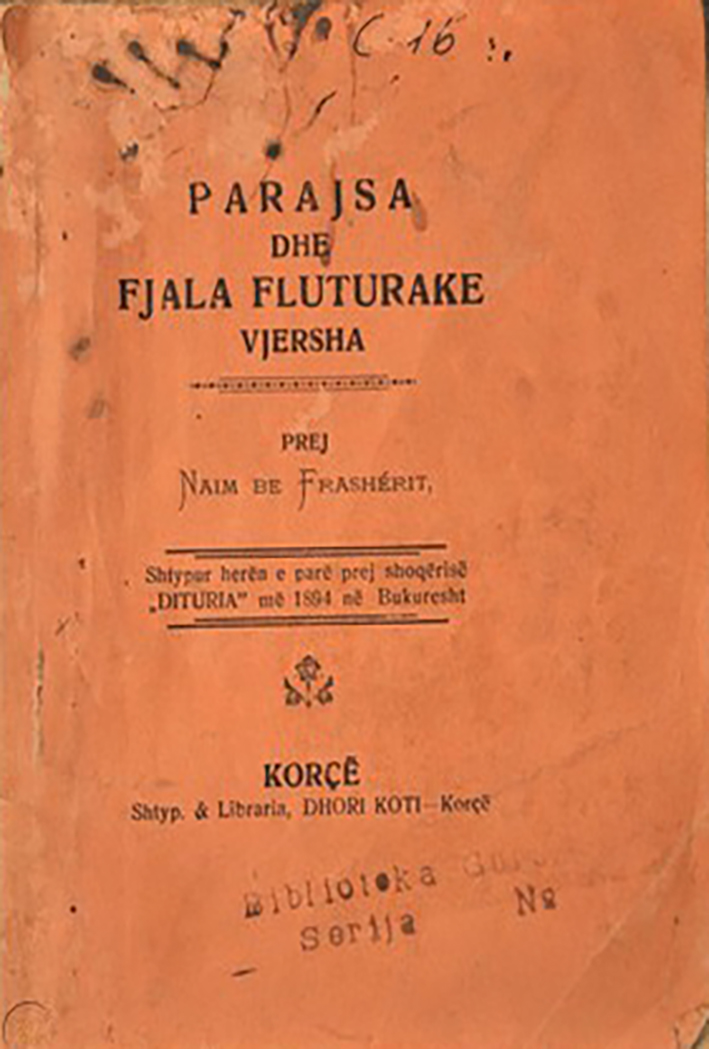 C 16
PARAJSA
DHE
FJALA FLUTURAKE
VJERSHA
PREJ
NAIM BE FRASHÉRIT,
Shtypur herën e parë prej shoqërisë
„DITURIA" më 1894 në Bukuresht
KORÇË
Shtyp. & Libraria, DHORI KOTI—Korçë
Biblioteka
Serija No